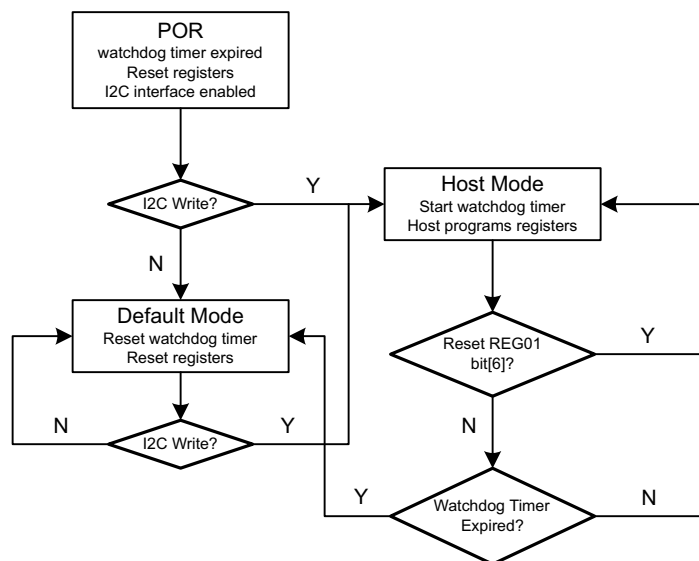 POR
watchdog timer expired
Reset registers
I2C interface enabled
I2C Write?
Y
N
Host Mode
Start watchdog timer
Host programs registers
Default Mode
Reset watchdog timer
Reset registers
Reset REG01
bit[6]?
Y
N
I2C Write?
N
Y
Watchdog Timer
Expired?
Y
N